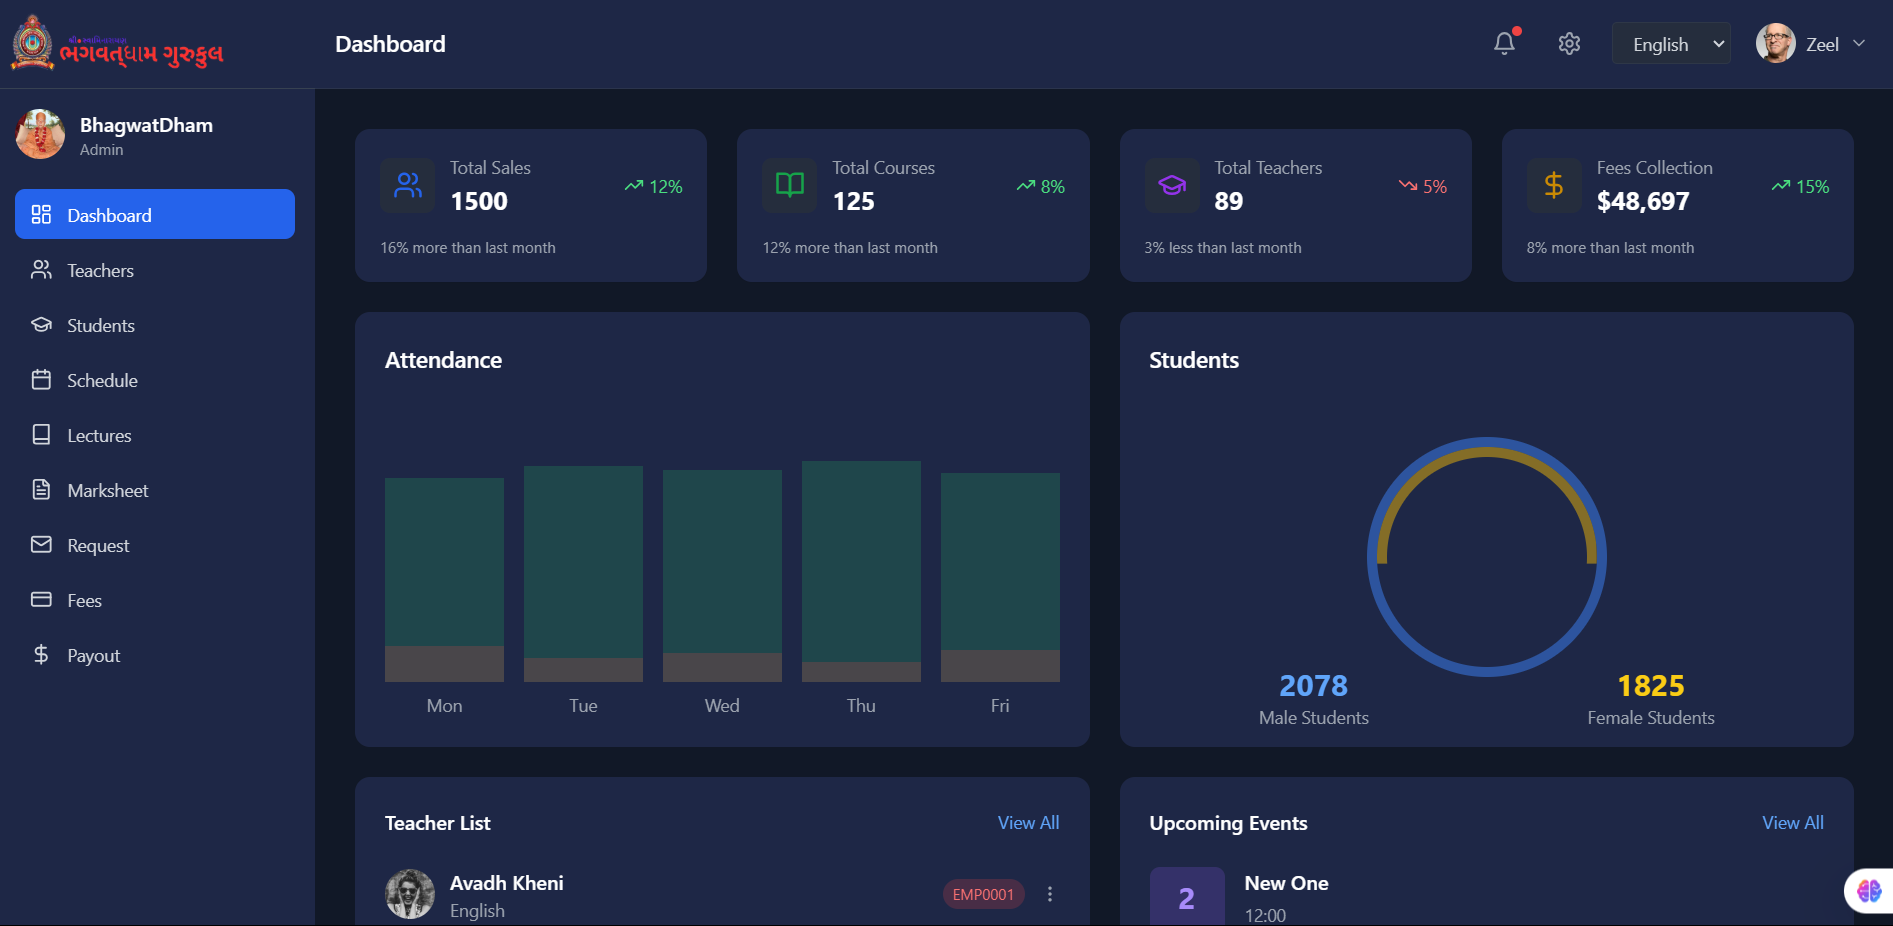 શ્રી સ્વામિનારાયણ
ભગવત્ધામ ગુરુકુલ
Dashboard
English
Zeel
BhagwatDham
Admin
Dashboard
Teachers
Students
Schedule
Lectures
Marksheet
Request
Fees
Payout
Total Sales
1500
12%
16% more than last month
Total Courses
125
8%
12% more than last month
Total Teachers
89
5%
3% less than last month
Fees Collection
$48,697
15%
8% more than last month
Attendance
Mon
Tue
Wed
Thu
Fri
Students
2078
Male Students
1825
Female Students
Teacher List
View All
Avadh Kheni
English
EMP0001
Upcoming Events
View All
2
New One
12:00